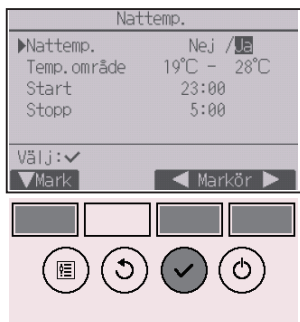 Nattemp.
▶Nattemp. Nej /Ja
Temp.område 19°C - 28°C
Start 23:00
Stopp 5:00
Välj:✓
▼Mark ◀ Markör ▶